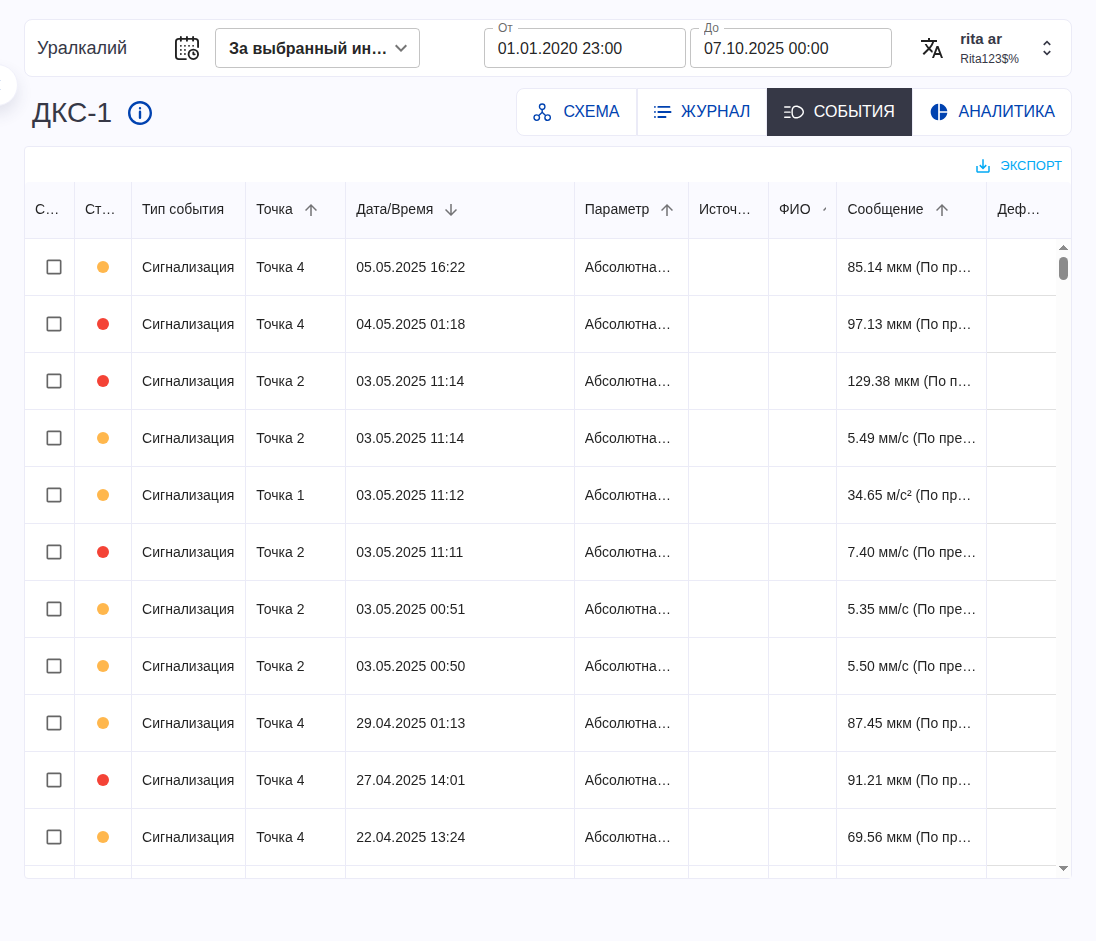 Уралкалий
За выбранный ин…
От
01.01.2020 23:00
До
07.10.2025 00:00
rita ar
Rita123$%
ДКС-1
СХЕМА
ЖУРНАЛ
СОБЫТИЯ
АНАЛИТИКА
ЭКСПОРТ
С… Ст… Тип события Точка Дата/Время Параметр Источ… ФИО Сообщение Деф…
Сигнализация Точка 4 05.05.2025 16:22 Абсолютна… 85.14 мкм (По пр…
Сигнализация Точка 4 04.05.2025 01:18 Абсолютна… 97.13 мкм (По пр…
Сигнализация Точка 2 03.05.2025 11:14 Абсолютна… 129.38 мкм (По п…
Сигнализация Точка 2 03.05.2025 11:14 Абсолютна… 5.49 мм/с (По пре…
Сигнализация Точка 1 03.05.2025 11:12 Абсолютна… 34.65 м/с² (По пр…
Сигнализация Точка 2 03.05.2025 11:11 Абсолютна… 7.40 мм/с (По пре…
Сигнализация Точка 2 03.05.2025 00:51 Абсолютна… 5.35 мм/с (По пре…
Сигнализация Точка 2 03.05.2025 00:50 Абсолютна… 5.50 мм/с (По пре…
Сигнализация Точка 4 29.04.2025 01:13 Абсолютна… 87.45 мкм (По пр…
Сигнализация Точка 4 27.04.2025 14:01 Абсолютна… 91.21 мкм (По пр…
Сигнализация Точка 4 22.04.2025 13:24 Абсолютна… 69.56 мкм (По пр…